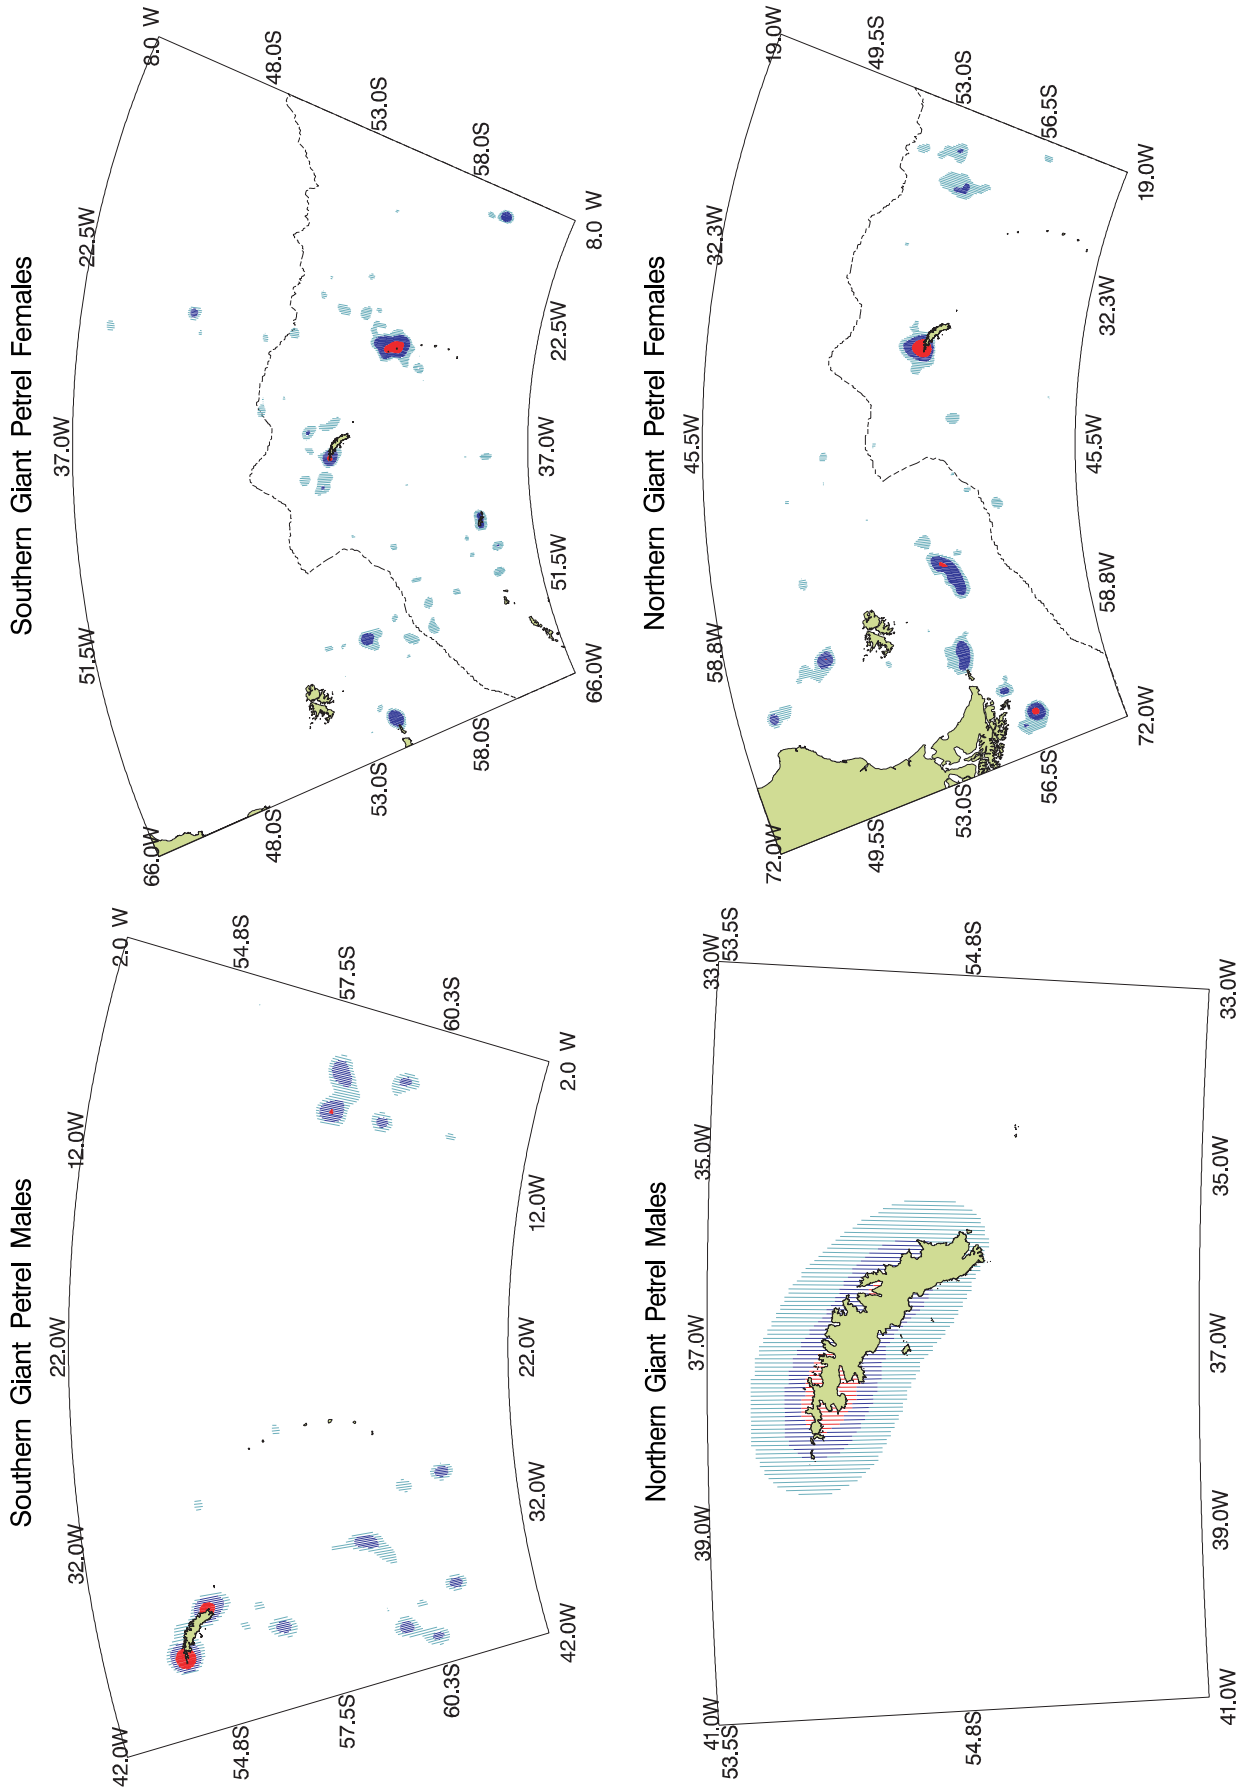 Southern Giant Petrel Males
42.0W
32.0W
22.0W
12.0W
2.0 W
54.8S
54.8S
57.5S
57.5S
60.3S
60.3S
42.0W
32.0W
22.0W
12.0W
2.0 W
Southern Giant Petrel Females
66.0W
51.5W
37.0W
22.5W
8.0 W
48.0S
48.0S
53.0S
53.0S
58.0S
58.0S
66.0W
51.5W
37.0W
22.5W
8.0 W
Northern Giant Petrel Males
41.0W
39.0W
37.0W
35.0W
33.0W
53.5S
53.5S
54.8S
54.8S
41.0W
39.0W
37.0W
35.0W
33.0W
Northern Giant Petrel Females
72.0W
58.8W
45.5W
32.3W
19.0W
49.5S
49.5S
53.0S
53.0S
56.5S
56.5S
72.0W
58.8W
45.5W
32.3W
19.0W